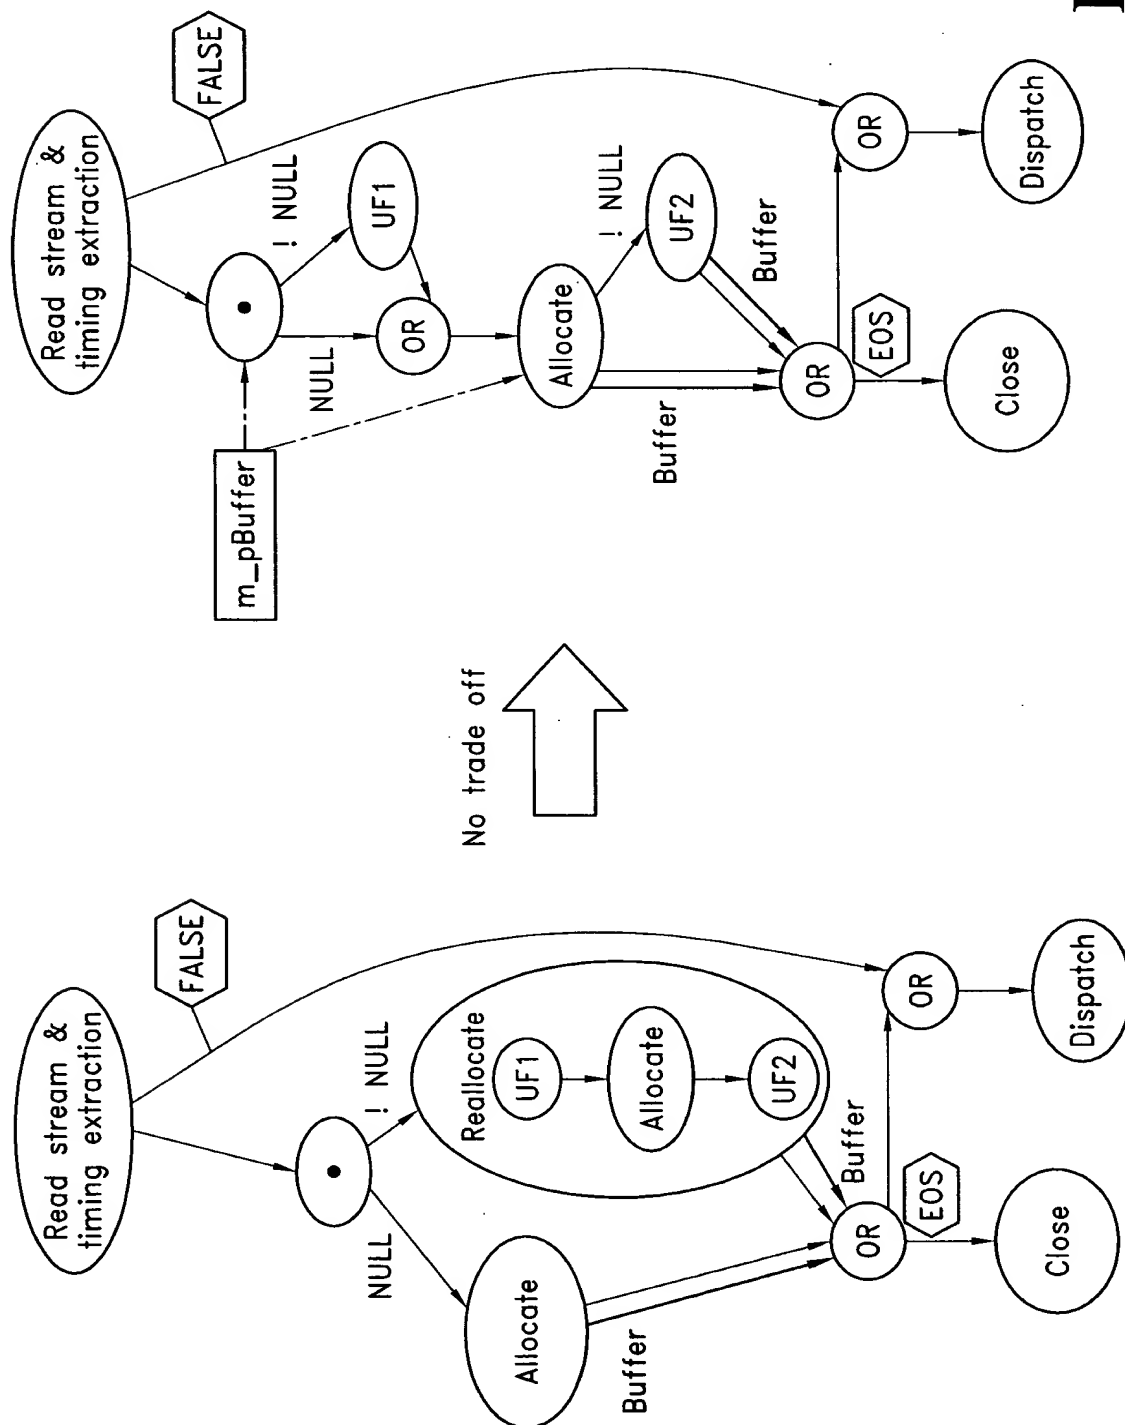 Read stream &
timing extraction
FALSE
NULL
! NULL
Allocate
Reallocate
UF1
Allocate
UF2
Buffer
Buffer
OR
OR
EOS
Close
Dispatch
No trade off
Read stream &
timing extraction
FALSE
m_pBuffer
! NULL
NULL
UF1
OR
Allocate
! NULL
UF2
Buffer
Buffer
OR
OR
EOS
Close
Dispatch